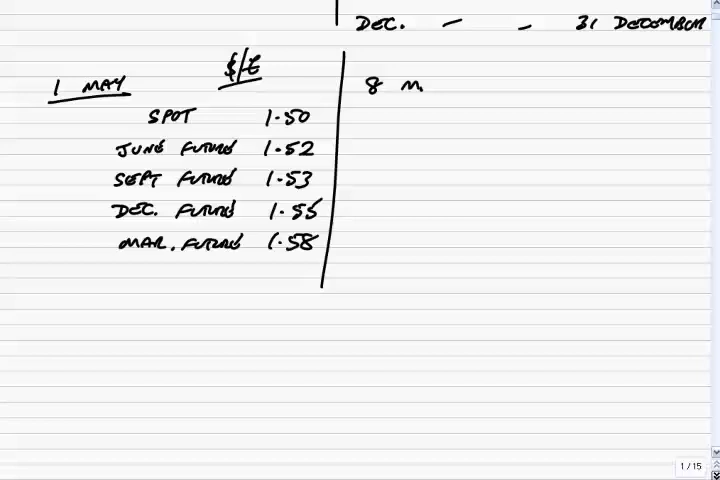 DEC. – – 31 DECEMBER
$/£
1 MAY
8 M
SPOT 1.50
JUNE FUTURE 1.52
SEPT FUTURE 1.53
DEC. FUTURE 1.55
MAR. FUTURE 1.58
1 / 15